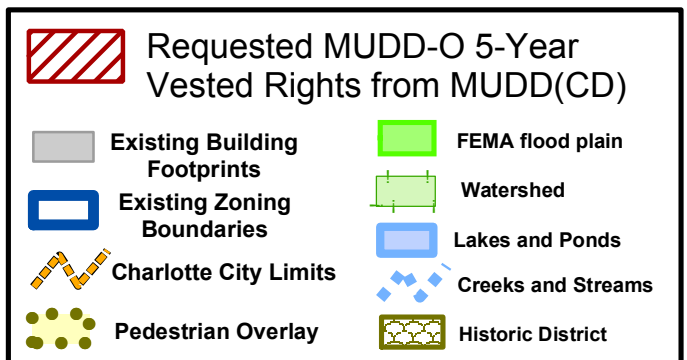 Requested MUDD-O 5-Year
Vested Rights from MUDD(CD)
Existing Building
Footprints
Existing Zoning
Boundaries
Charlotte City Limits
Pedestrian Overlay
FEMA flood plain
Watershed
Lakes and Ponds
Creeks and Streams
Historic District